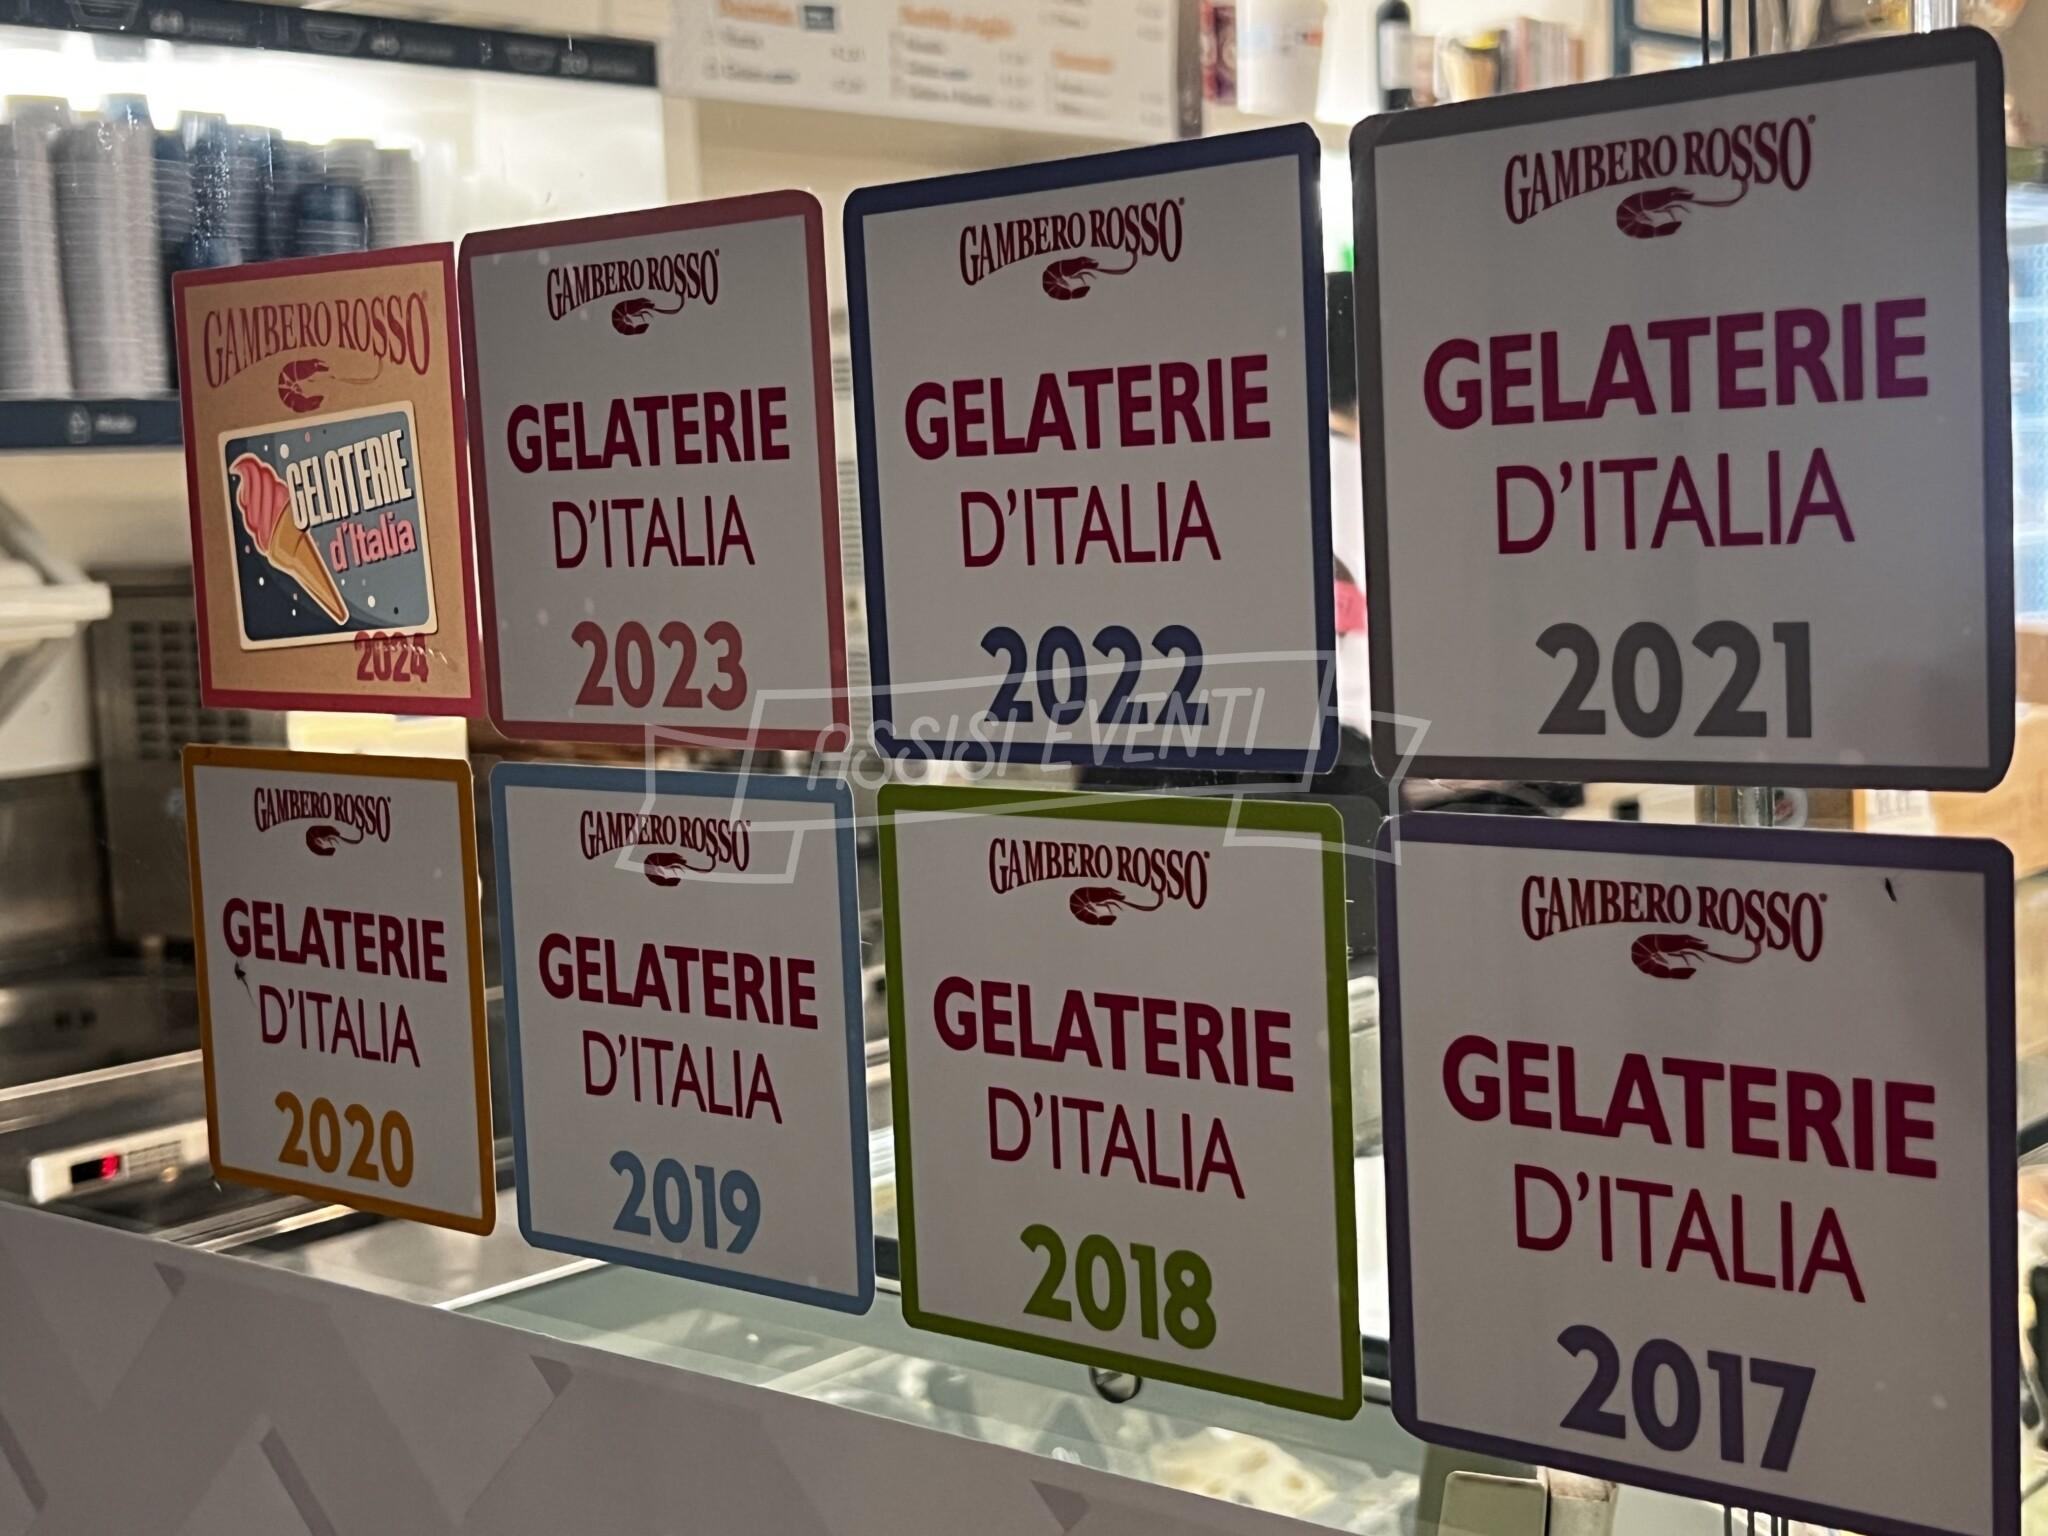 GAMBERO ROSSO®
GELATERIE
d'Italia
2024
GAMBERO ROSSO®
GELATERIE
D'ITALIA
2023
GAMBERO ROSSO®
GELATERIE
D'ITALIA
2022
GAMBERO ROSSO®
GELATERIE
D'ITALIA
2021
ASSISI EVENTI
GAMBERO ROSSO®
GELATERIE
D'ITALIA
2020
GAMBERO ROSSO®
GELATERIE
D'ITALIA
2019
GAMBERO ROSSO®
GELATERIE
D'ITALIA
2018
GAMBERO ROSSO®
GELATERIE
D'ITALIA
2017